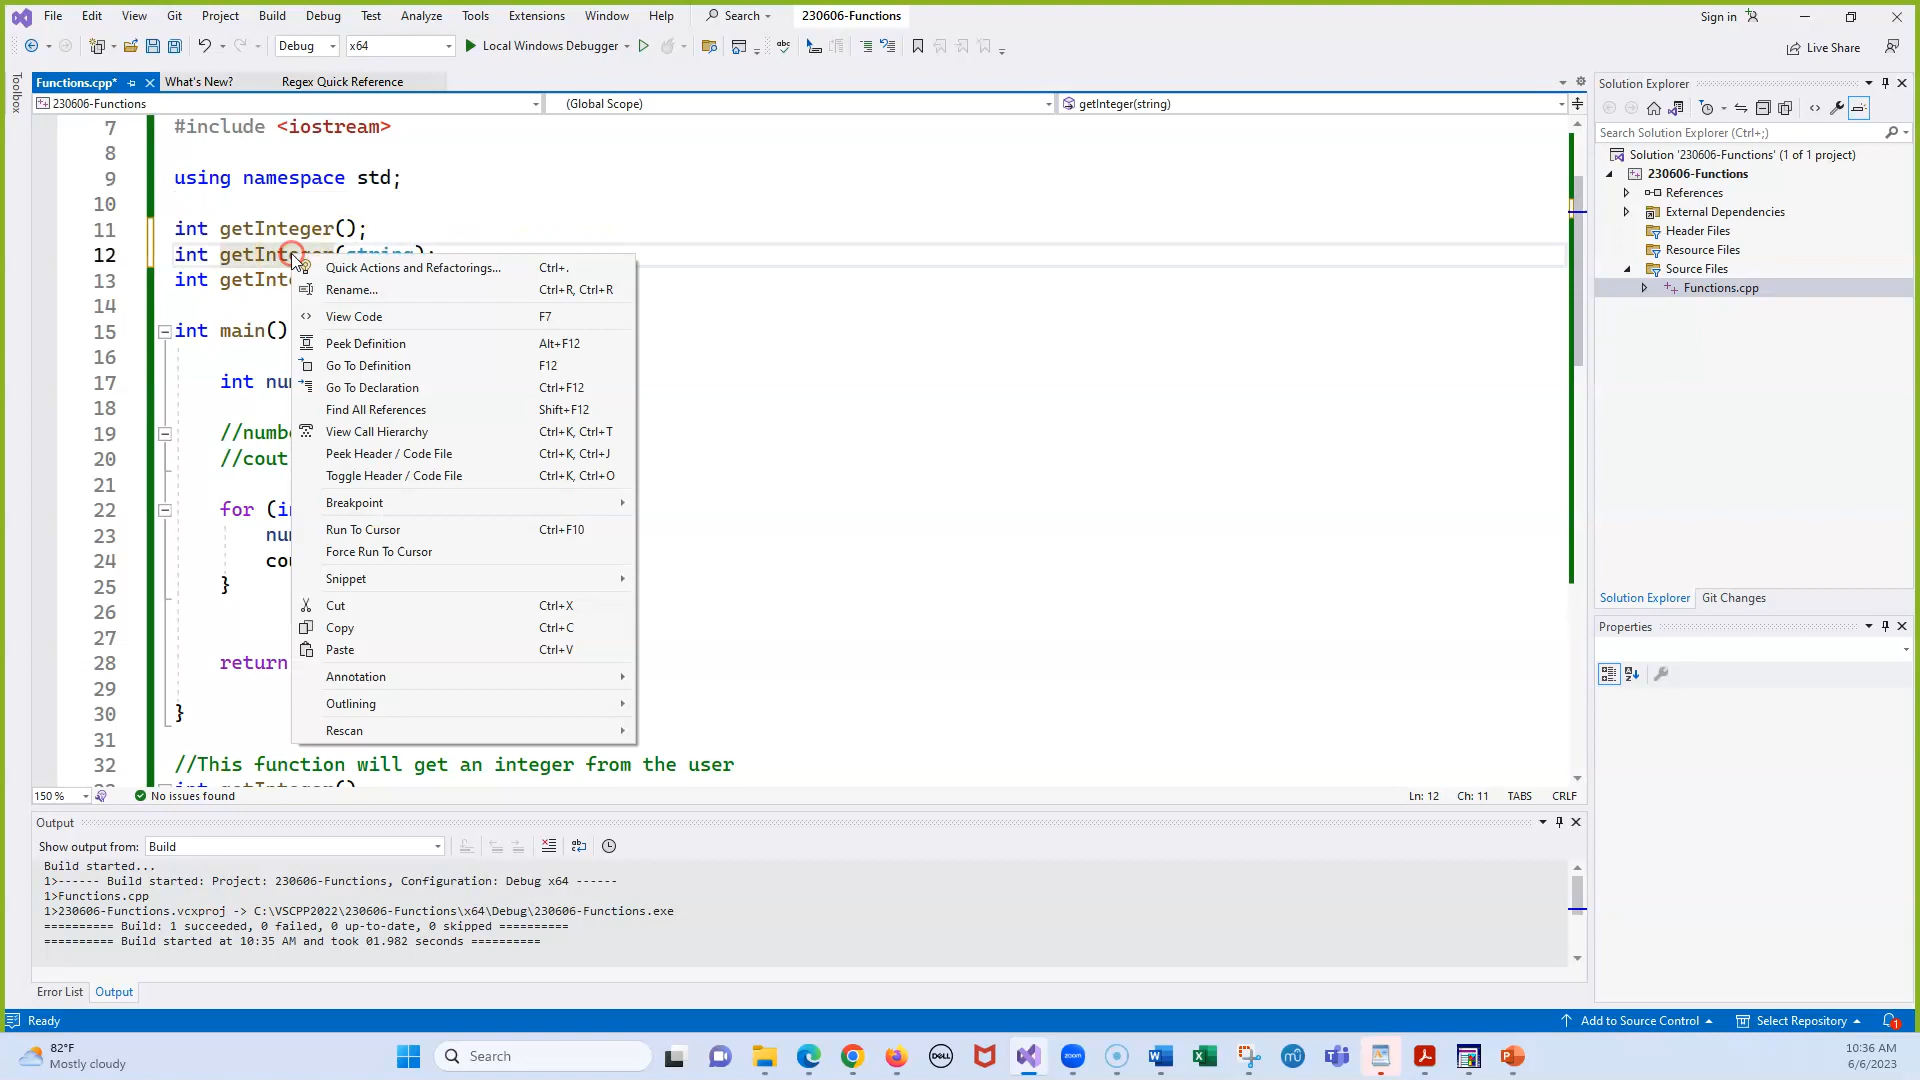 File Edit View Git Project Build Debug Test Analyze Tools Extensions Window Help Search 230606-Functions Sign in
Debug x64 Local Windows Debugger Live Share
Toolbox
Functions.cpp* What's New? Regex Quick Reference
230606-Functions (Global Scope) getInteger(string)
7 #include <iostream>
8
9 using namespace std;
10
11 int getInteger();
12 int getInteger(string);
13 int getInte
14
15 int main()
16
17 int num
18
19 //numbe
20 //cout
21
22 for (in
23 num
24 cou
25 }
26
27
28 return
29
30 }
31
32 //This function will get an integer from the user
int getInteger()
Quick Actions and Refactorings... Ctrl+.
Rename... Ctrl+R, Ctrl+R
View Code F7
Peek Definition Alt+F12
Go To Definition F12
Go To Declaration Ctrl+F12
Find All References Shift+F12
View Call Hierarchy Ctrl+K, Ctrl+T
Peek Header / Code File Ctrl+K, Ctrl+J
Toggle Header / Code File Ctrl+K, Ctrl+O
Breakpoint
Run To Cursor Ctrl+F10
Force Run To Cursor
Snippet
Cut Ctrl+X
Copy Ctrl+C
Paste Ctrl+V
Annotation
Outlining
Rescan
150 % No issues found Ln: 12 Ch: 11 TABS CRLF
Output
Show output from: Build
Build started...
1>------ Build started: Project: 230606-Functions, Configuration: Debug x64 ------
1>Functions.cpp
1>230606-Functions.vcxproj -> C:\VSCPP2022\230606-Functions\x64\Debug\230606-Functions.exe
========== Build: 1 succeeded, 0 failed, 0 up-to-date, 0 skipped ==========
========== Build started at 10:35 AM and took 01.982 seconds ==========
Error List Output
Solution Explorer
Search Solution Explorer (Ctrl+;)
Solution '230606-Functions' (1 of 1 project)
230606-Functions
References
External Dependencies
Header Files
Resource Files
Source Files
Functions.cpp
Solution Explorer Git Changes
Properties
Ready Add to Source Control Select Repository 1
82°F
Mostly cloudy
Search
DELL
zoom
10:36 AM
6/6/2023